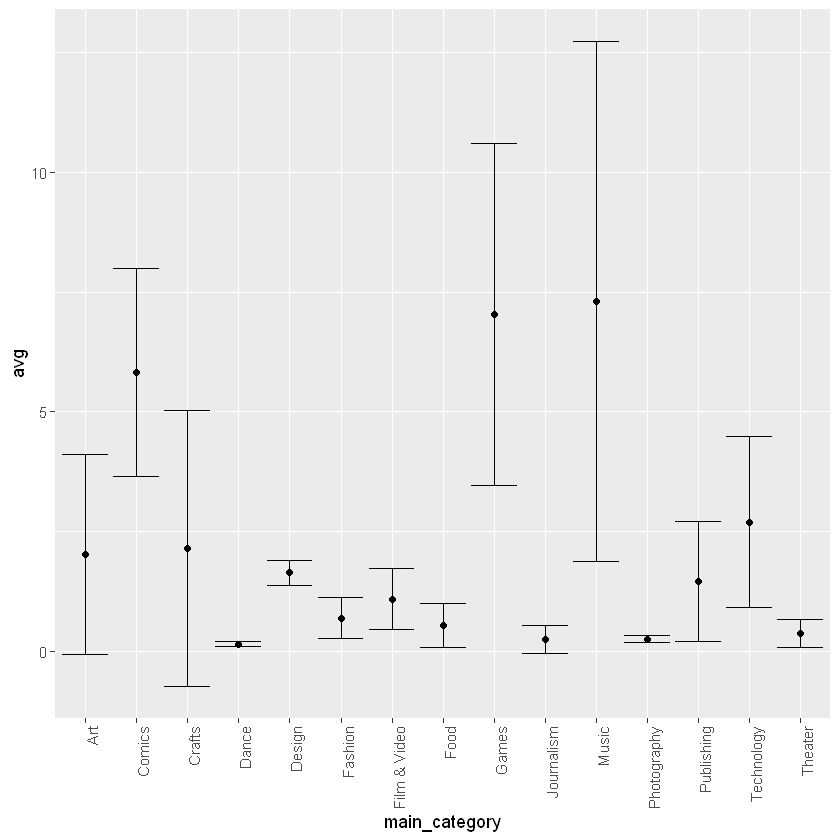 avg
10
5
0
Art
Comics
Crafts
Dance
Design
Fashion
Film & Video
Food
Games
Journalism
Music
Photography
Publishing
Technology
Theater
main_category